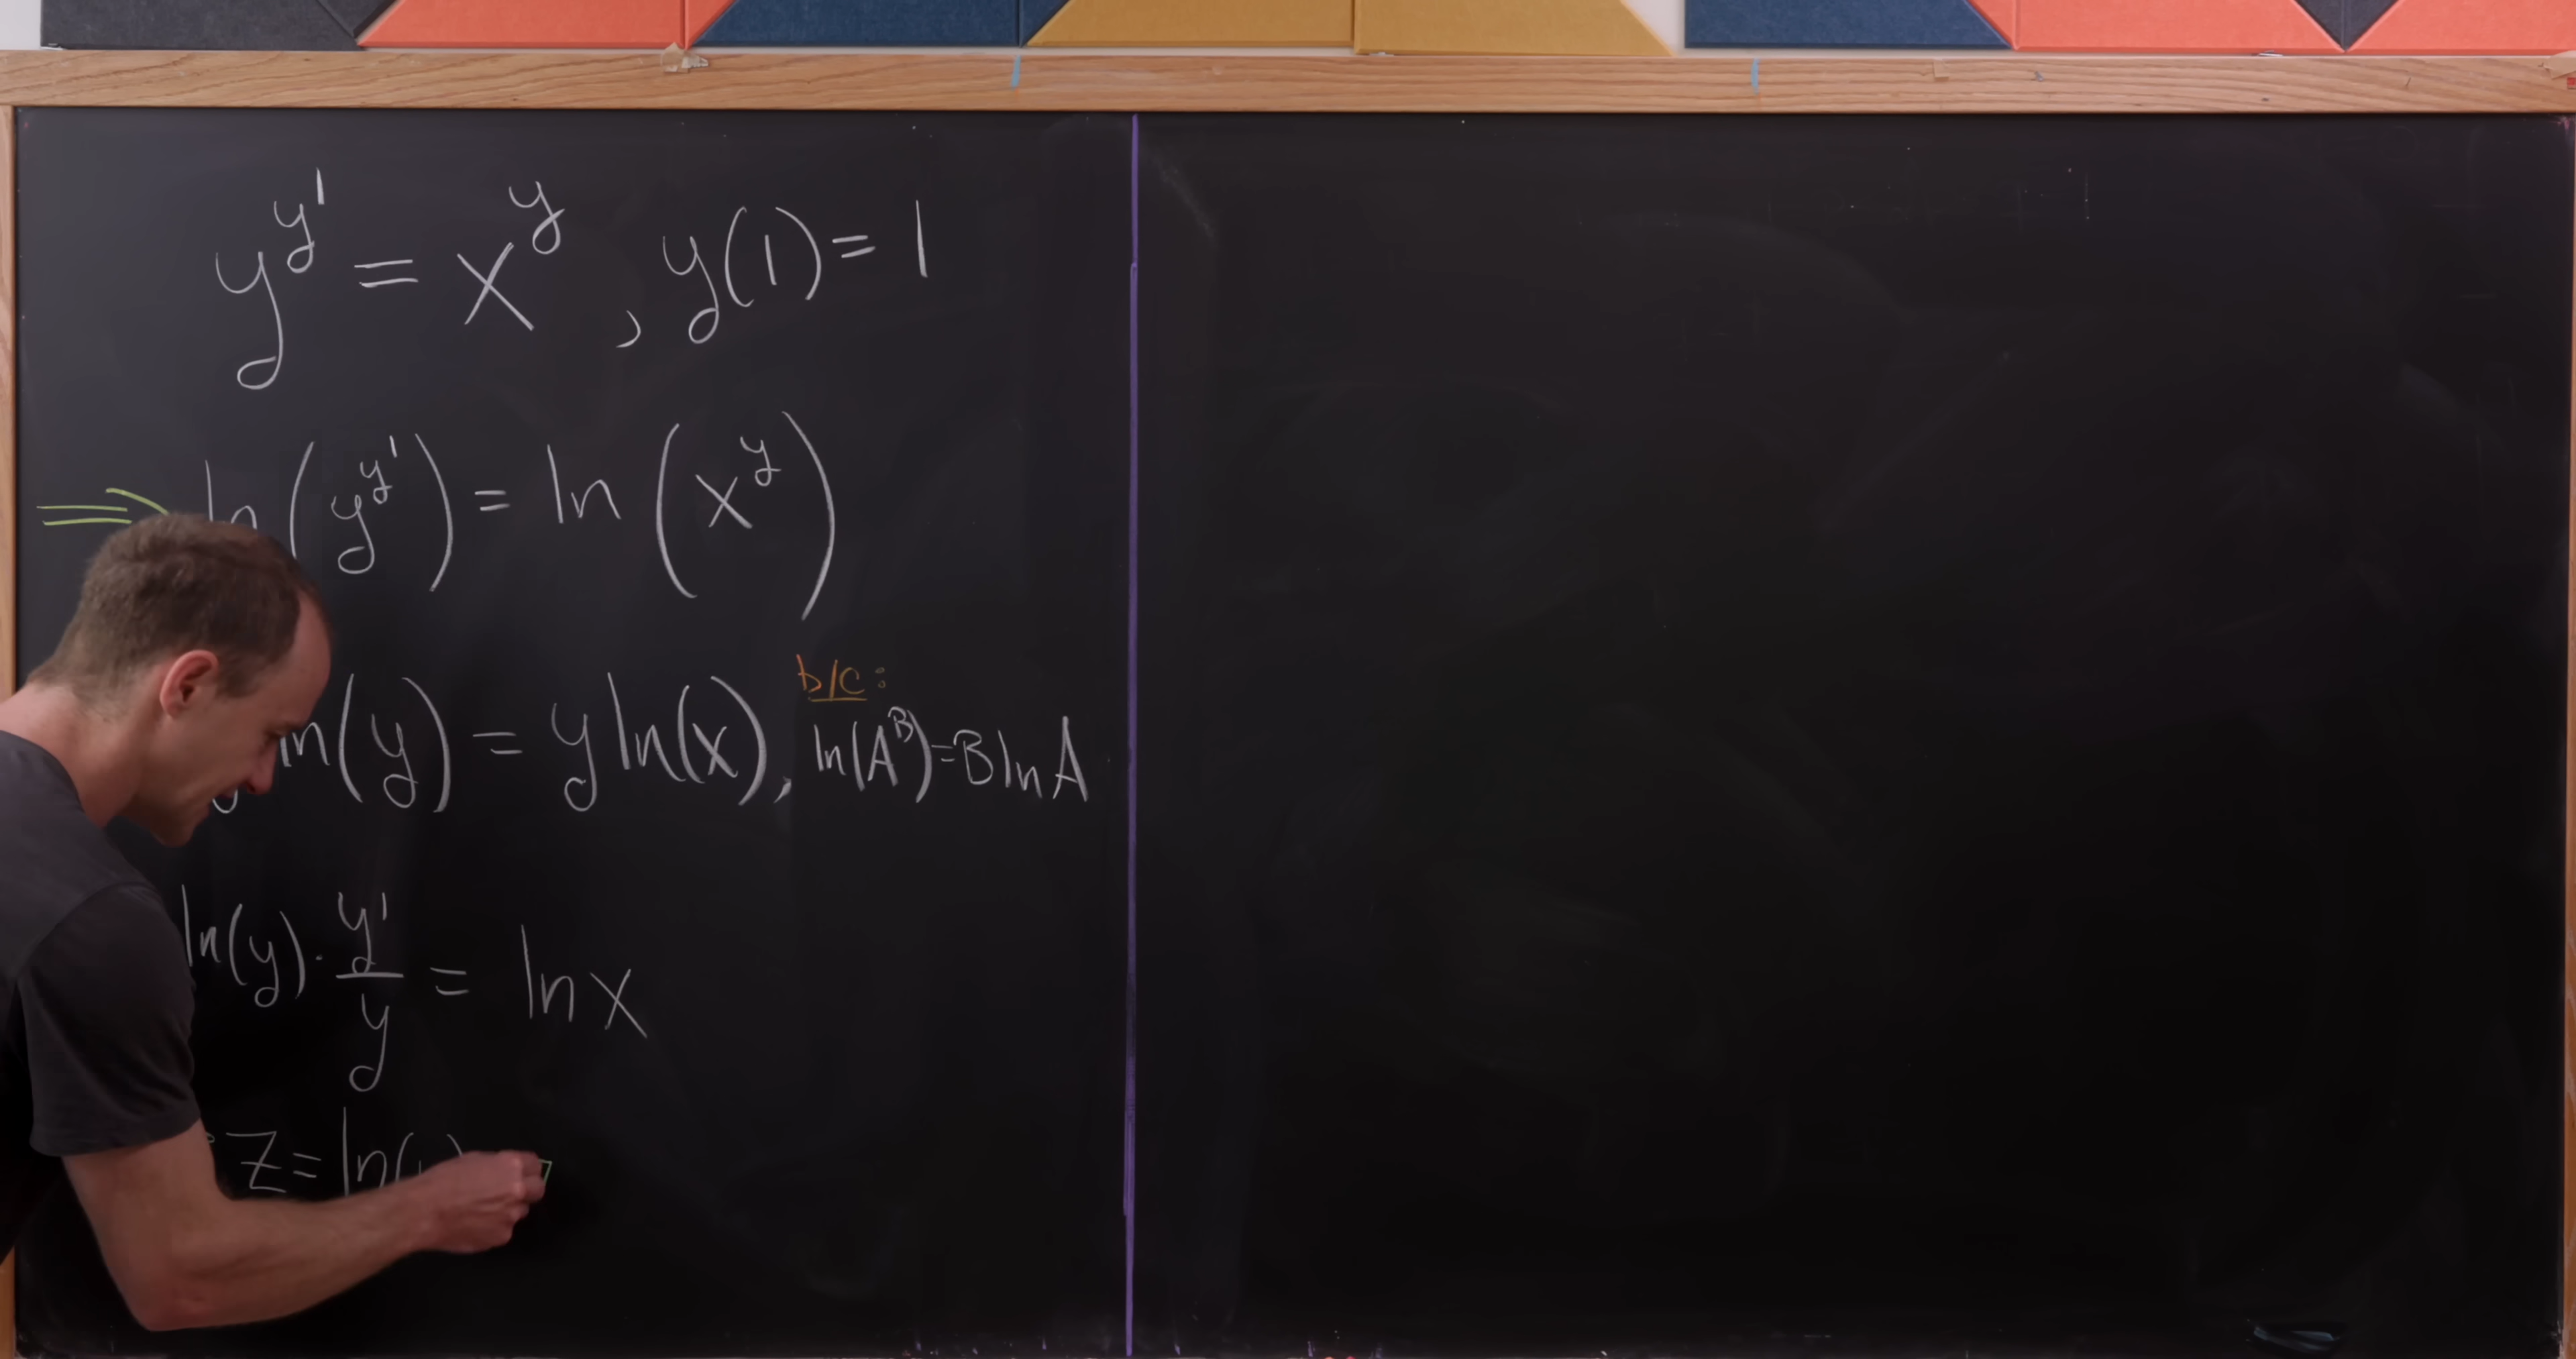 y^{y'} = x^y , y(1) = 1
⇒ ln(y^{y'}) = ln(x^y)
ln(y) = y ln(x), b/c: ln(A^B) = B ln A
ln(y) · y'/y = ln x
z = ln(